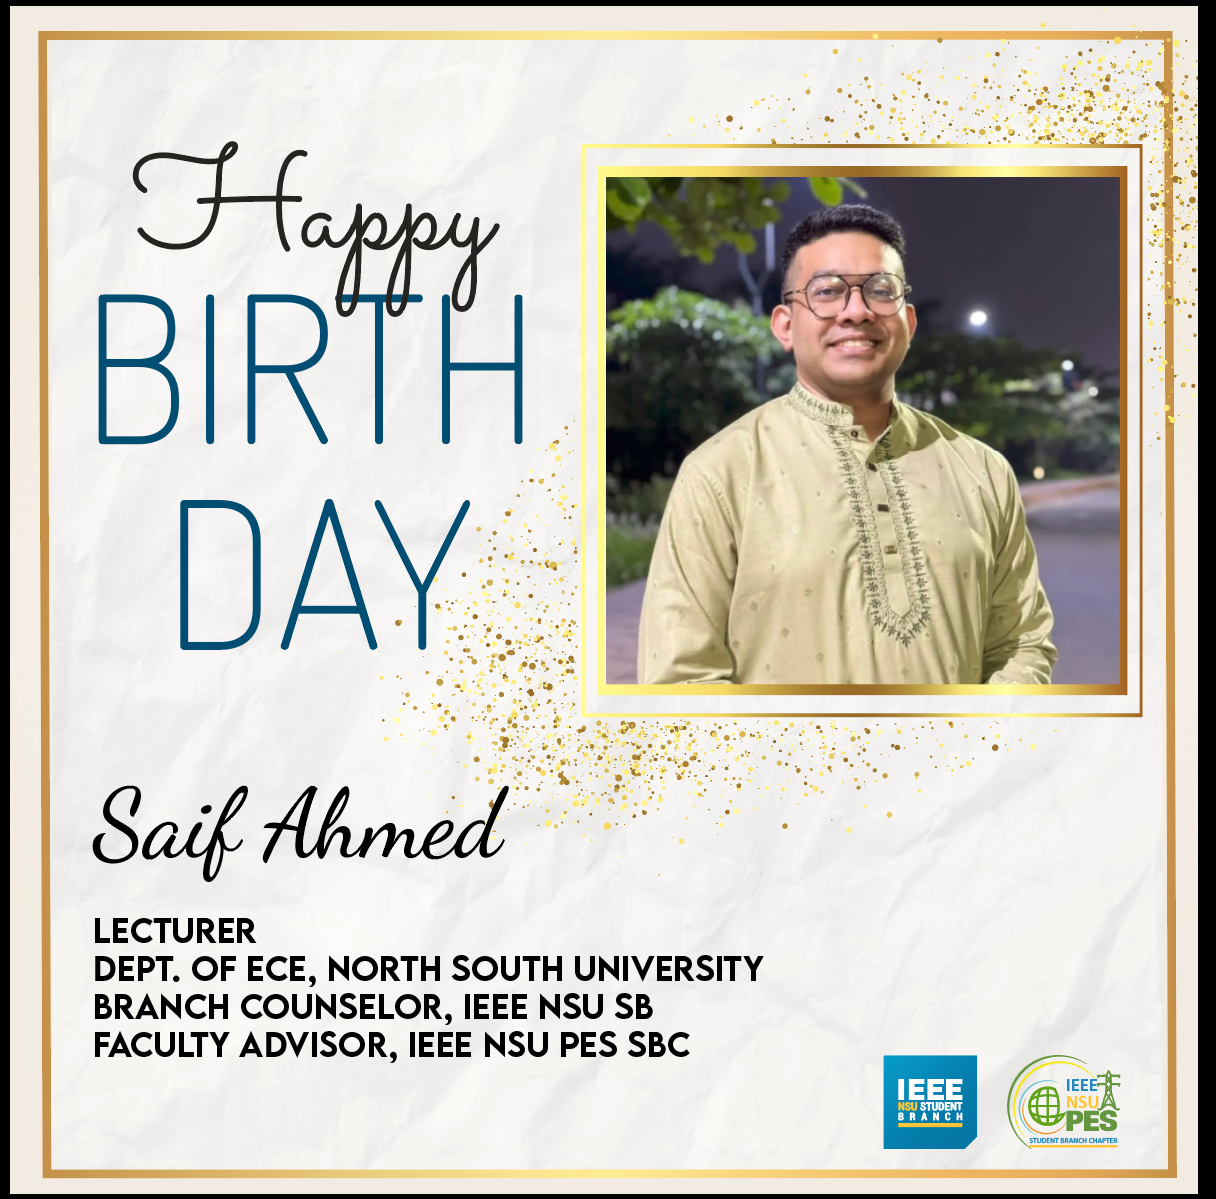 Happy
BIRTH
DAY
Saif Ahmed
LECTURER
DEPT. OF ECE, NORTH SOUTH UNIVERSITY
BRANCH COUNSELOR, IEEE NSU SB
FACULTY ADVISOR, IEEE NSU PES SBC
IEEE
NSU STUDENT
BRANCH
IEEE
NSU
PES
STUDENT BRANCH CHAPTER